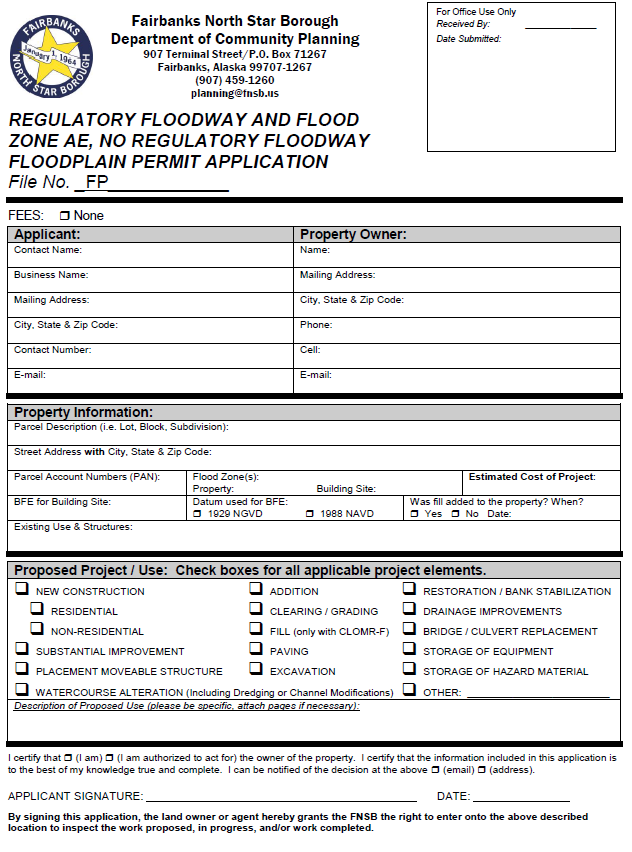 FAIRBANKS
January 1, 1964
NORTH STAR BOROUGH
Fairbanks North Star Borough
Department of Community Planning
907 Terminal Street/P.O. Box 71267
Fairbanks, Alaska 99707-1267
(907) 459-1260
planning@fnsb.us
For Office Use Only
Received By: ______________
Date Submitted:
REGULATORY FLOODWAY AND FLOOD
ZONE AE, NO REGULATORY FLOODWAY
FLOODPLAIN PERMIT APPLICATION
File No. _FP____________
FEES: ❒ None
Applicant: Property Owner:
Contact Name: Name:
Business Name: Mailing Address:
Mailing Address: City, State & Zip Code:
City, State & Zip Code: Phone:
Contact Number: Cell:
E-mail: E-mail:
Property Information:
Parcel Description (i.e. Lot, Block, Subdivision):
Street Address with City, State & Zip Code:
Parcel Account Numbers (PAN): Flood Zone(s): Estimated Cost of Project:
Property: Building Site:
BFE for Building Site: Datum used for BFE: Was fill added to the property? When?
❒ 1929 NGVD ❒ 1988 NAVD ❒ Yes ❒ No Date:
Existing Use & Structures:
Proposed Project / Use: Check boxes for all applicable project elements.
❒ NEW CONSTRUCTION ❒ ADDITION ❒ RESTORATION / BANK STABILIZATION
❒ RESIDENTIAL ❒ CLEARING / GRADING ❒ DRAINAGE IMPROVEMENTS
❒ NON-RESIDENTIAL ❒ FILL (only with CLOMR-F) ❒ BRIDGE / CULVERT REPLACEMENT
❒ SUBSTANTIAL IMPROVEMENT ❒ PAVING ❒ STORAGE OF EQUIPMENT
❒ PLACEMENT MOVEABLE STRUCTURE ❒ EXCAVATION ❒ STORAGE OF HAZARD MATERIAL
❒ WATERCOURSE ALTERATION (Including Dredging or Channel Modifications) ❒ OTHER: __________________________
Description of Proposed Use (please be specific, attach pages if necessary):
I certify that ❒ (I am) ❒ (I am authorized to act for) the owner of the property. I certify that the information included in this application is
to the best of my knowledge true and complete. I can be notified of the decision at the above ❒ (email) ❒ (address).
APPLICANT SIGNATURE: ____________________________________________ DATE: ________________
By signing this application, the land owner or agent hereby grants the FNSB the right to enter onto the above described
location to inspect the work proposed, in progress, and/or work completed.